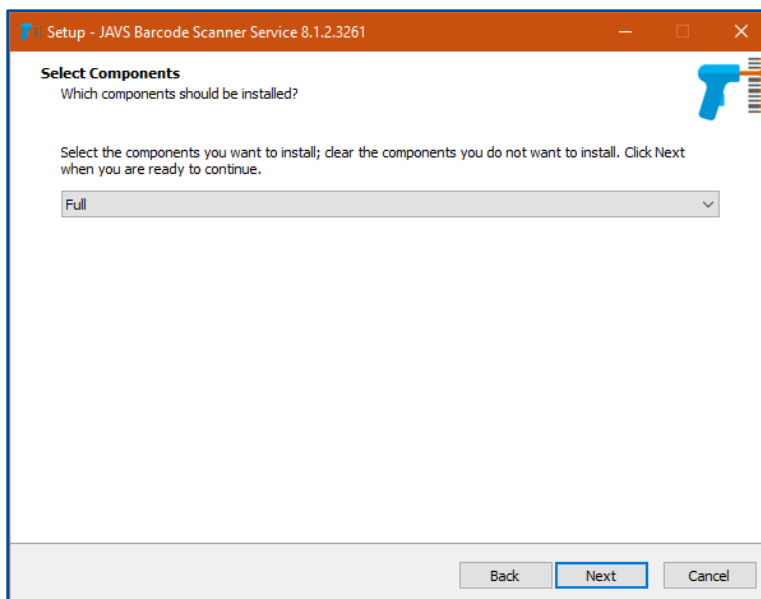 Setup - JAVS Barcode Scanner Service 8.1.2.3261
Select Components
Which components should be installed?
Select the components you want to install; clear the components you do not want to install. Click Next
when you are ready to continue.
Full
Back Next Cancel